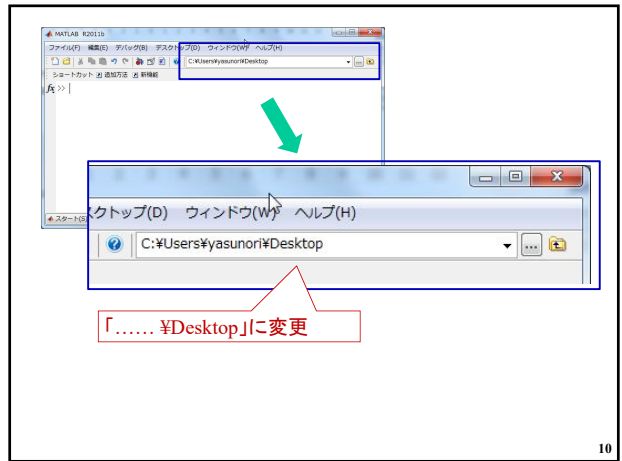 MATLAB R2011b
ファイル(F) 編集(E) デバッグ(B) デスクトップ(D) ウィンドウ(W) ヘルプ(H)
C:¥Users¥yasunori¥Desktop
ショートカット 追加方法 新機能
fx >>
スタート(S)
スクトップ(D) ウィンドウ(W) ヘルプ(H)
C:¥Users¥yasunori¥Desktop
「…… ¥Desktop」に変更
10